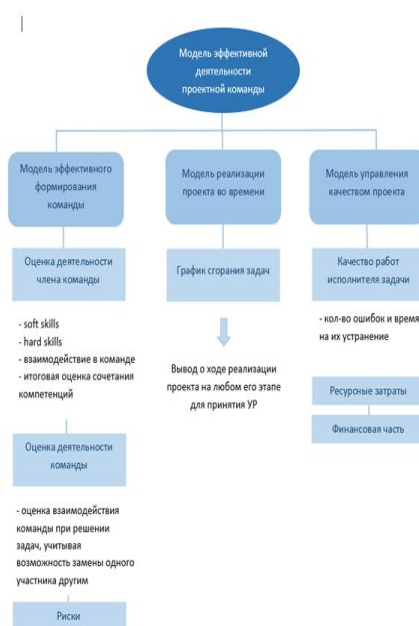 Модель эффективной
деятельности
проектной команды
Модель эффективного
формирования
команды
Оценка деятельности
члена команды
- soft skills
- hard skills
- взаимодействие в команде
- итоговая оценка сочетания
компетенций
Оценка деятельности
команды
- оценка взаимодействия
команды при решении
задач, учитывая
возможность замены одного
участника другим
Риски
Модель реализации
проекта во времени
График сгорания задач
Вывод о ходе реализации
проекта на любом его этапе
для принятия УР
Модель управления
качеством проекта
Качество работ
исполнителя задачи
- кол-во ошибок и время
на их устранение
Ресурсные затраты
Финансовая часть